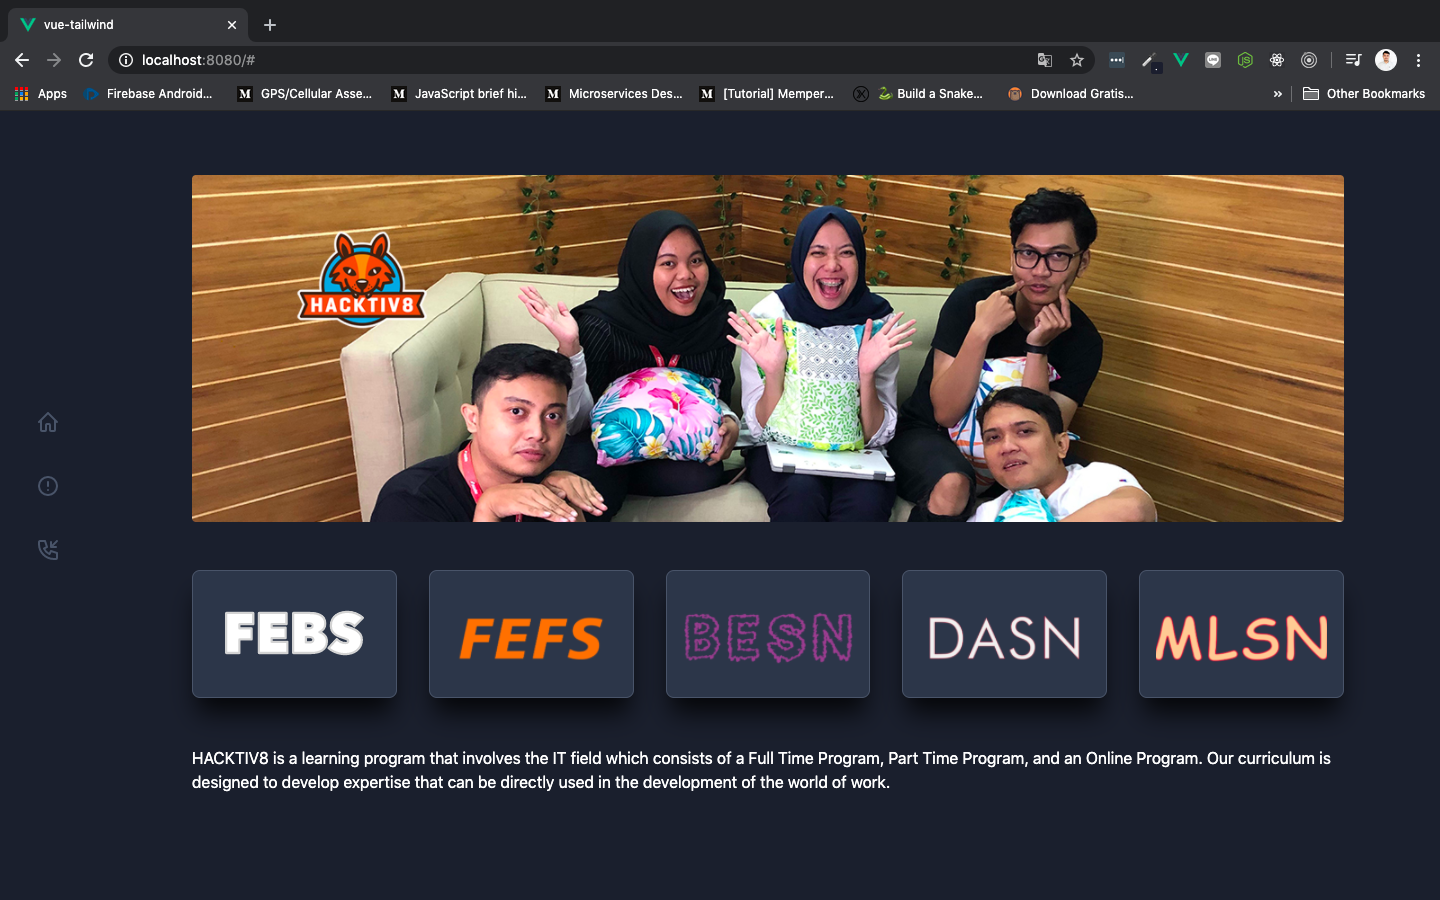 vue-tailwind
localhost:8080/#
Apps
Firebase Android...
GPS/Cellular Asse...
JavaScript brief hi...
Microservices Des...
[Tutorial] Memper...
Build a Snake...
Download Gratis...
Other Bookmarks
HACKTIV8
FEBS
FEFS
BESN
DASN
MLSN
HACKTIV8 is a learning program that involves the IT field which consists of a Full Time Program, Part Time Program, and an Online Program. Our curriculum is
designed to develop expertise that can be directly used in the development of the world of work.